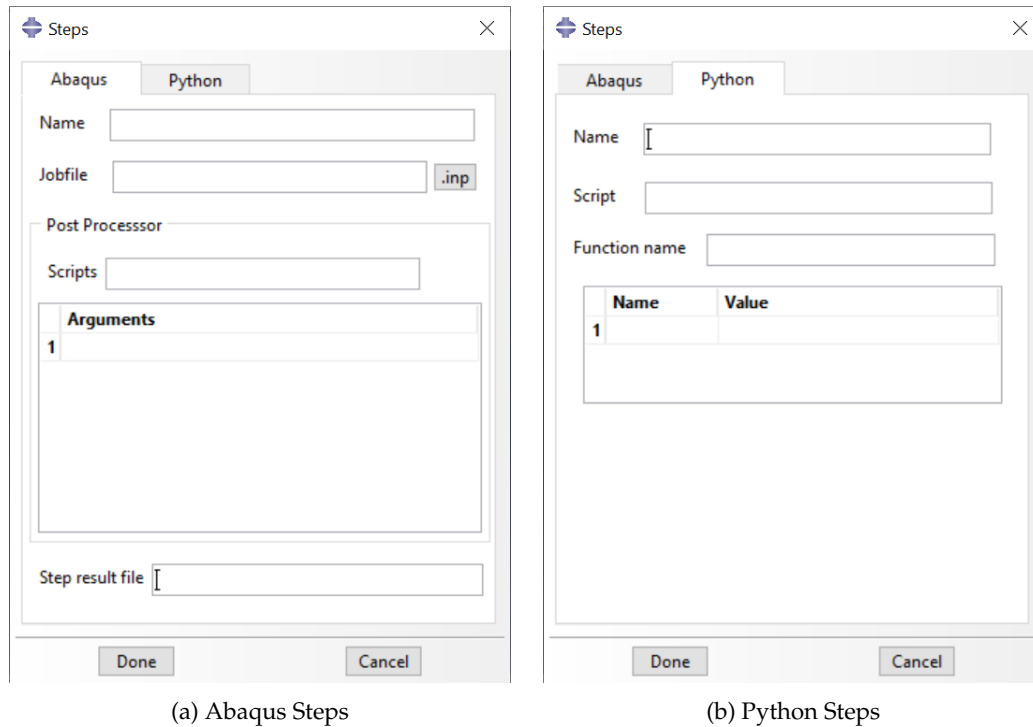 Steps
Abaqus Python
Name
Jobfile .inp
Post Processsor
Scripts
Arguments
1
Step result file
Done Cancel
(a) Abaqus Steps
Steps
Abaqus Python
Name
Script
Function name
Name Value
1
Done Cancel
(b) Python Steps